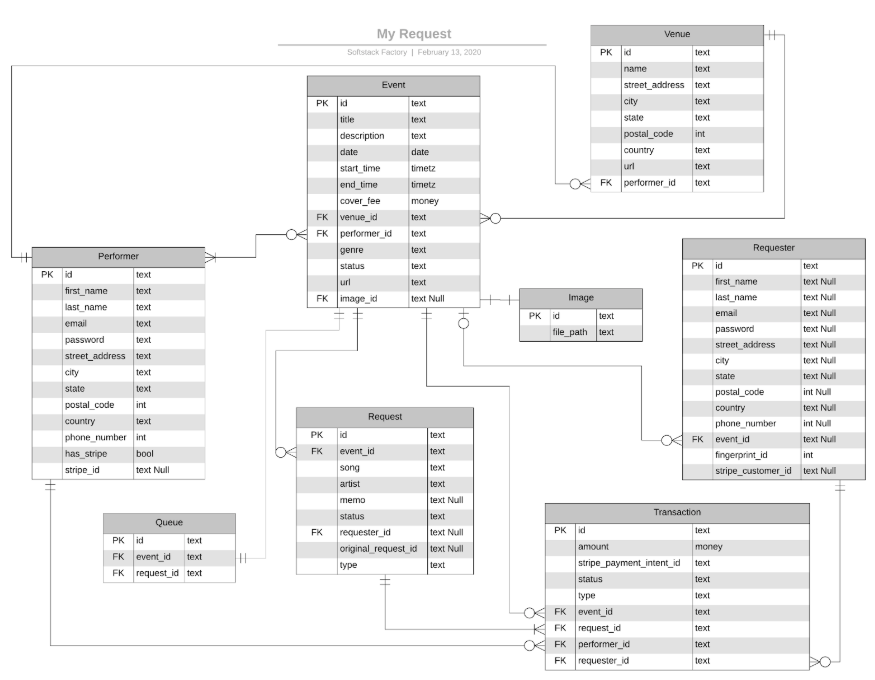 My Request
Softstack Factory | February 13, 2020
Venue
PK id text
name text
street_address text
city text
state text
postal_code int
country text
url text
FK performer_id text
Event
PK id text
title text
description text
date date
start_time timetz
end_time timetz
cover_fee money
FK venue_id text
FK performer_id text
genre text
status text
url text
FK image_id text Null
Performer
PK id text
first_name text
last_name text
email text
password text
street_address text
city text
state text
postal_code int
country text
phone_number int
has_stripe bool
stripe_id text Null
Image
PK id text
file_path text
Requester
PK id text
first_name text Null
last_name text Null
email text Null
password text Null
street_address text Null
city text Null
state text Null
postal_code int Null
country text Null
phone_number int Null
FK event_id text Null
fingerprint_id int
stripe_customer_id text Null
Request
PK id text
FK event_id text
song text
artist text
memo text Null
status text
FK requester_id text Null
original_request_id text Null
type text
Queue
PK id text
FK event_id text
FK request_id text
Transaction
PK id text
amount money
stripe_payment_intent_id text
status text
type text
FK event_id text
FK request_id text
FK performer_id text
FK requester_id text